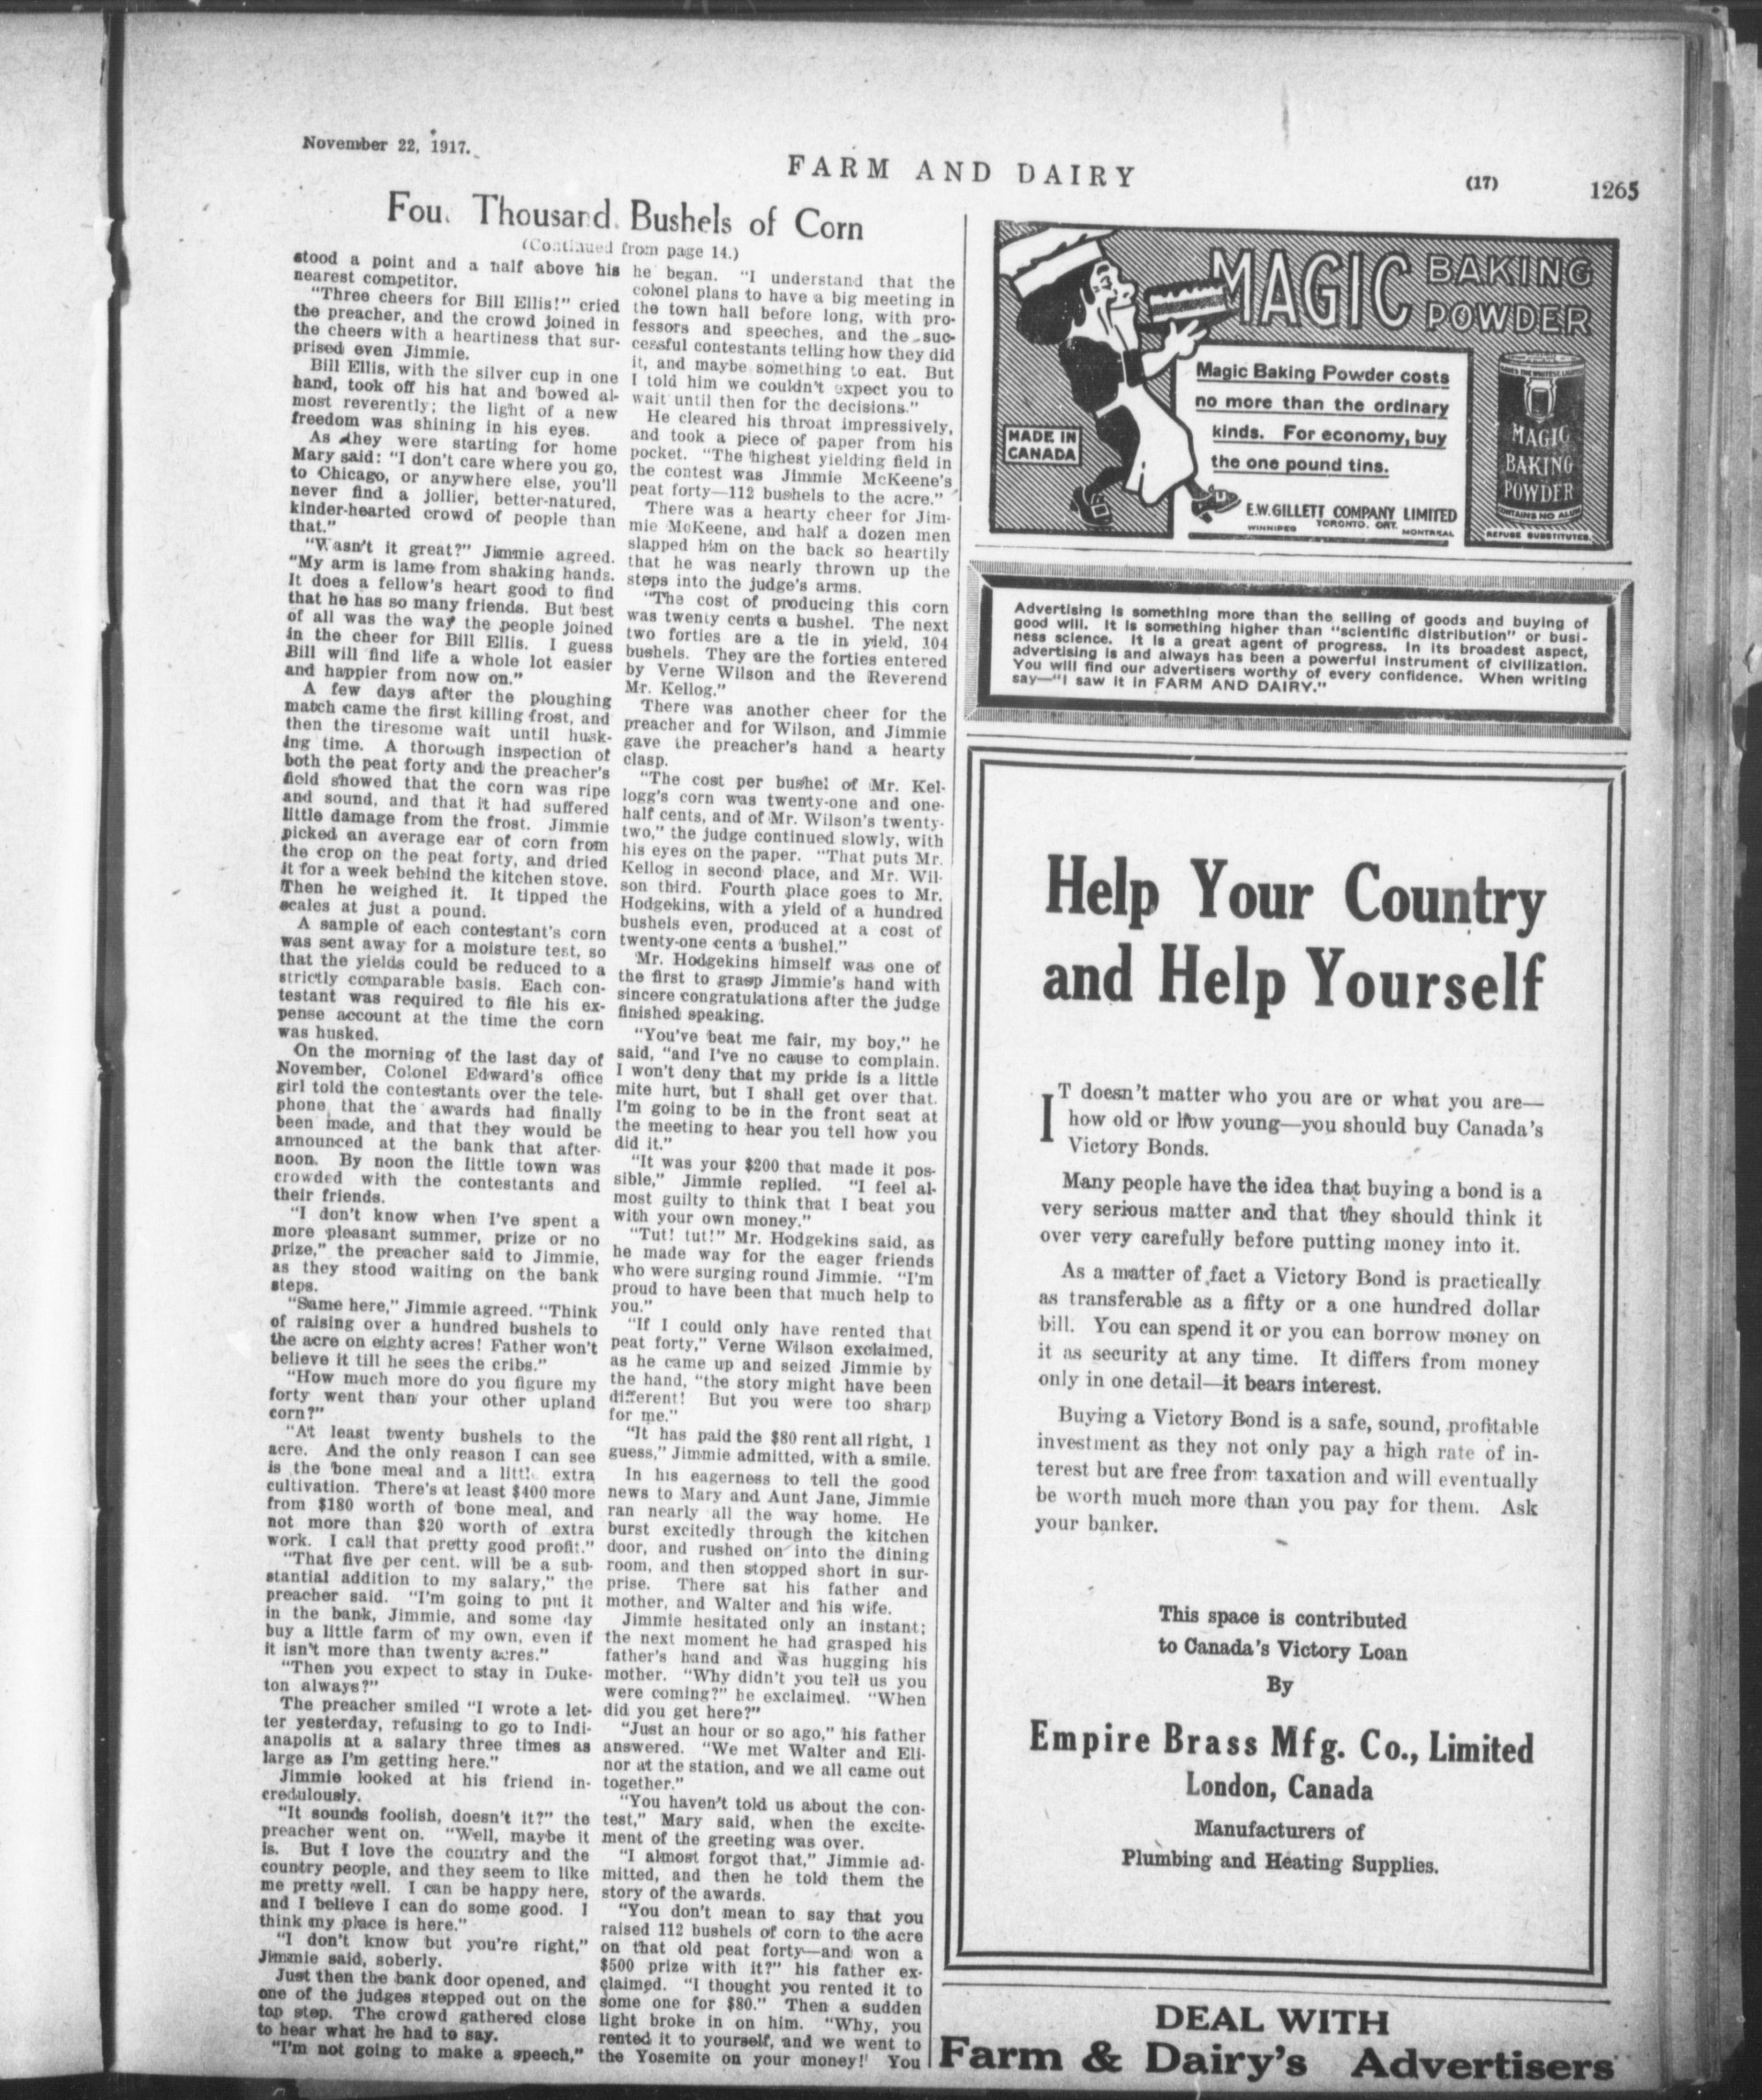 November 22, 1917.
FARM AND DAIRY
(17)
1265
Fou. Thousand Bushels of Corn
(Continued from page 14.)
stood a point and a half above his
nearest competitor.
"Three cheers for Bill Ellis!" cried
the preacher, and the crowd joined in
the cheers with a heartiness that sur-
prised even Jimmie.
Bill Ellis, with the silver cup in one
hand, took off his hat and bowed al-
most reverently; the light of a new
freedom was shining in his eyes.
As they were starting for home
Mary said: "I don't care where you go,
to Chicago, or anywhere else, you'll
never find a jollier, better-natured,
kinder-hearted crowd of people than
that."
"Wasn't it great?" Jimmie agreed.
"My arm is lame from shaking hands.
It does a fellow's heart good to find
that he has so many friends. But best
of all was the way the people joined
in the cheer for Bill Ellis. I guess
Bill will find life a whole lot easier
and happier from now on."
A few days after the ploughing
match came the first killing frost, and
then the tiresome wait until husk-
ing time. A thorough inspection of
both the peat forty and the preacher's
field showed that the corn was ripe
and sound, and that it had suffered
little damage from the frost. Jimmie
picked an average ear of corn from
the crop on the peat forty, and dried
it for a week behind the kitchen stove.
Then he weighed it. It tipped the
scales at just a pound.
A sample of each contestant's corn
was sent away for a moisture test, so
that the yields could be reduced to a
strictly comparable basis. Each con-
testant was required to file his ex-
pense account at the time the corn
was husked.
On the morning of the last day of
November, Colonel Edward's office
girl told the contestants over the tele-
phone that the awards had finally
been made, and that they would be
announced at the bank that after-
noon. By noon the little town was
crowded with the contestants and
their friends.
"I don't know when I've spent a
more pleasant summer, prize or no
prize," the preacher said to Jimmie,
as they stood waiting on the bank
steps.
"Same here," Jimmie agreed. "Think
of raising over a hundred bushels to
the acre on eighty acres! Father won't
believe it till he sees the cribs."
"How much more do you figure my
forty went than your other upland
corn?"
"At least twenty bushels to the
acre. And the only reason I can see
is the bone meal and a little extra
cultivation. There's at least $400 more
from $180 worth of bone meal, and
not more than $20 worth of extra
work. I call that pretty good profit."
"That five per cent. will be a sub-
stantial addition to my salary," the
preacher said. "I'm going to put it
in the bank, Jimmie, and some day
buy a little farm of my own, even if
it isn't more than twenty acres."
"Then you expect to stay in Duke-
ton always?"
The preacher smiled "I wrote a let-
ter yesterday, refusing to go to Indi-
anapolis at a salary three times as
large as I'm getting here."
Jimmie looked at his friend in-
credulously.
"It sounds foolish, doesn't it?" the
preacher went on. "Well, maybe it
is. But I love the country and the
country people, and they seem to like
me pretty well. I can be happy here,
and I believe I can do some good. I
think my place is here."
"I don't know but you're right,"
Jimmie said, soberly.
Just then the bank door opened, and
one of the judges stepped out on the
top step. The crowd gathered close
to hear what he had to say.
"I'm not going to make a speech,"
he began. "I understand that the
colonel plans to have a big meeting in
the town hall before long, with pro-
fessors and speeches, and the suc-
cessful contestants telling how they did
it, and maybe something to eat. But
I told him we couldn't expect you to
wait until then for the decisions."
He cleared his throat impressively,
and took a piece of paper from his
pocket. "The highest yielding field in
the contest was Jimmie McKeene's
peat forty—112 bushels to the acre."
There was a hearty cheer for Jim-
mie McKeene, and half a dozen men
slapped him on the back so heartily
that he was nearly thrown up the
steps into the judge's arms.
"The cost of producing this corn
was twenty cents a bushel. The next
two forties are a tie in yield, 104
bushels. They are the forties entered
by Verne Wilson and the Reverend
Mr. Kellog."
There was another cheer for the
preacher and for Wilson, and Jimmie
gave the preacher's hand a hearty
clasp.
"The cost per bushel of Mr. Kel-
logg's corn was twenty-one and one-
half cents, and of Mr. Wilson's twenty-
two," the judge continued slowly, with
his eyes on the paper. "That puts Mr.
Kellog in second place, and Mr. Wil-
son third. Fourth place goes to Mr.
Hodgekins, with a yield of a hundred
bushels even, produced at a cost of
twenty-one cents a bushel."
Mr. Hodgekins himself was one of
the first to grasp Jimmie's hand with
sincere congratulations after the judge
finished speaking.
"You've beat me fair, my boy," he
said, "and I've no cause to complain.
I won't deny that my pride is a little
mite hurt, but I shall get over that.
I'm going to be in the front seat at
the meeting to hear you tell how you
did it."
"It was your $200 that made it pos-
sible," Jimmie replied. "I feel al-
most guilty to think that I beat you
with your own money."
"Tut! tut!" Mr. Hodgekins said, as
he made way for the eager friends
who were surging round Jimmie. "I'm
proud to have been that much help to
you."
"If I could only have rented that
peat forty," Verne Wilson exclaimed,
as he came up and seized Jimmie by
the hand, "the story might have been
different! But you were too sharp
for me."
"It has paid the $80 rent all right, I
guess," Jimmie admitted, with a smile.
In his eagerness to tell the good
news to Mary and Aunt Jane, Jimmie
ran nearly all the way home. He
burst excitedly through the kitchen
door, and rushed on into the dining
room, and then stopped short in sur-
prise. There sat his father and
mother, and Walter and his wife.
Jimmie hesitated only an instant;
the next moment he had grasped his
father's hand and was hugging his
mother. "Why didn't you tell us you
were coming?" he exclaimed. "When
did you get here?"
"Just an hour or so ago," his father
answered. "We met Walter and Eli-
nor at the station, and we all came out
together."
"You haven't told us about the con-
test," Mary said, when the excite-
ment of the greeting was over.
"I almost forgot that," Jimmie ad-
mitted, and then he told them the
story of the awards.
"You don't mean to say that you
raised 112 bushels of corn to the acre
on that old peat forty—and won a
$500 prize with it?" his father ex-
claimed. "I thought you rented it to
some one for $80." Then a sudden
light broke in on him. "Why, you
rented it to yourself, and we went to
the Yosemite on your money!' You
MAGIC BAKING
POWDER
Magic Baking Powder costs
no more than the ordinary
kinds. For economy, buy
the one pound tins.
MADE IN
CANADA
E.W. GILLETT COMPANY LIMITED
WINNIPEG TORONTO. ONT. MONTREAL
MAKES THE WHITEST, LIGHTEST
MAGIC
BAKING
POWDER
CONTAINS NO ALUM
REFUSE SUBSTITUTES
Advertising is something more than the selling of goods and buying of
good will. It is something higher than "scientific distribution" or busi-
ness science. It is a great agent of progress. In its broadest aspect,
advertising is and always has been a powerful instrument of civilization.
You will find our advertisers worthy of every confidence. When writing
say—"I saw it in FARM AND DAIRY."
Help Your Country
and Help Yourself
IT doesn't matter who you are or what you are—
how old or how young—you should buy Canada's
Victory Bonds.
Many people have the idea that buying a bond is a
very serious matter and that they should think it
over very carefully before putting money into it.
As a matter of fact a Victory Bond is practically
as transferable as a fifty or a one hundred dollar
bill. You can spend it or you can borrow money on
it as security at any time. It differs from money
only in one detail—it bears interest.
Buying a Victory Bond is a safe, sound, profitable
investment as they not only pay a high rate of in-
terest but are free from taxation and will eventually
be worth much more than you pay for them. Ask
your banker.
This space is contributed
to Canada's Victory Loan
By
Empire Brass Mfg. Co., Limited
London, Canada
Manufacturers of
Plumbing and Heating Supplies.
DEAL WITH
Farm & Dairy's Advertisers